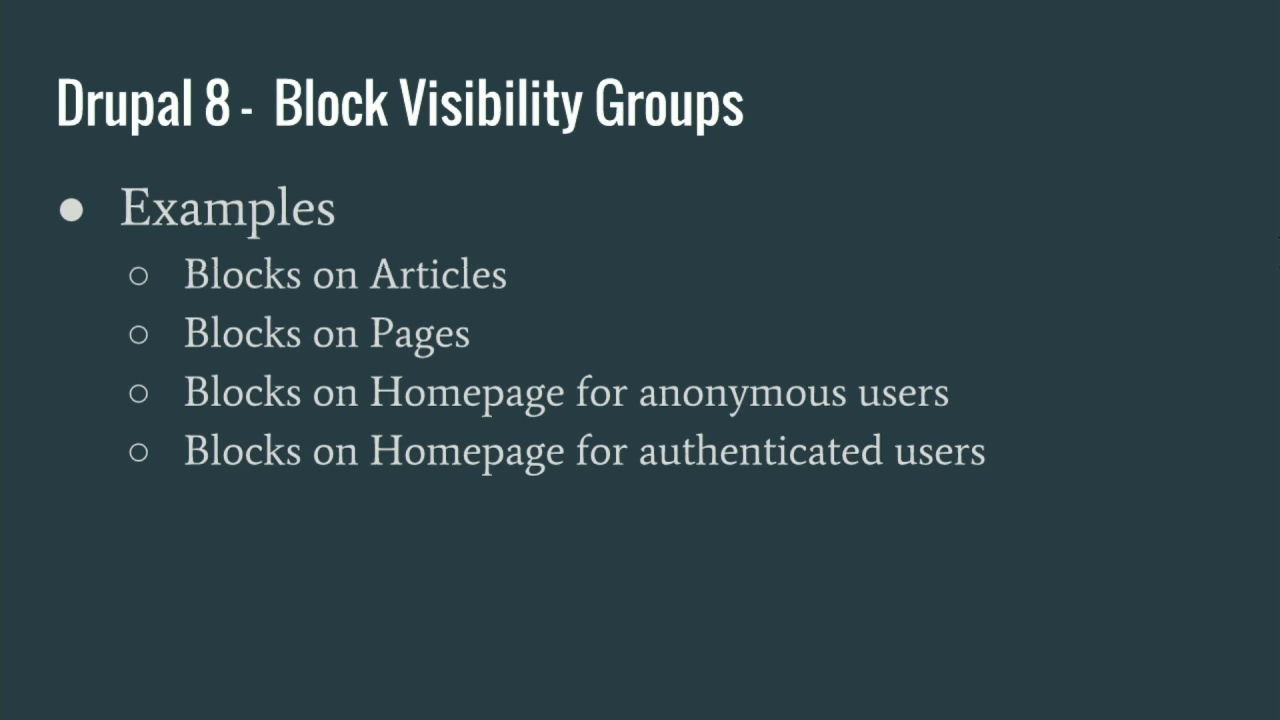 Drupal 8 - Block Visibility Groups
● Examples
○ Blocks on Articles
○ Blocks on Pages
○ Blocks on Homepage for anonymous users
○ Blocks on Homepage for authenticated users